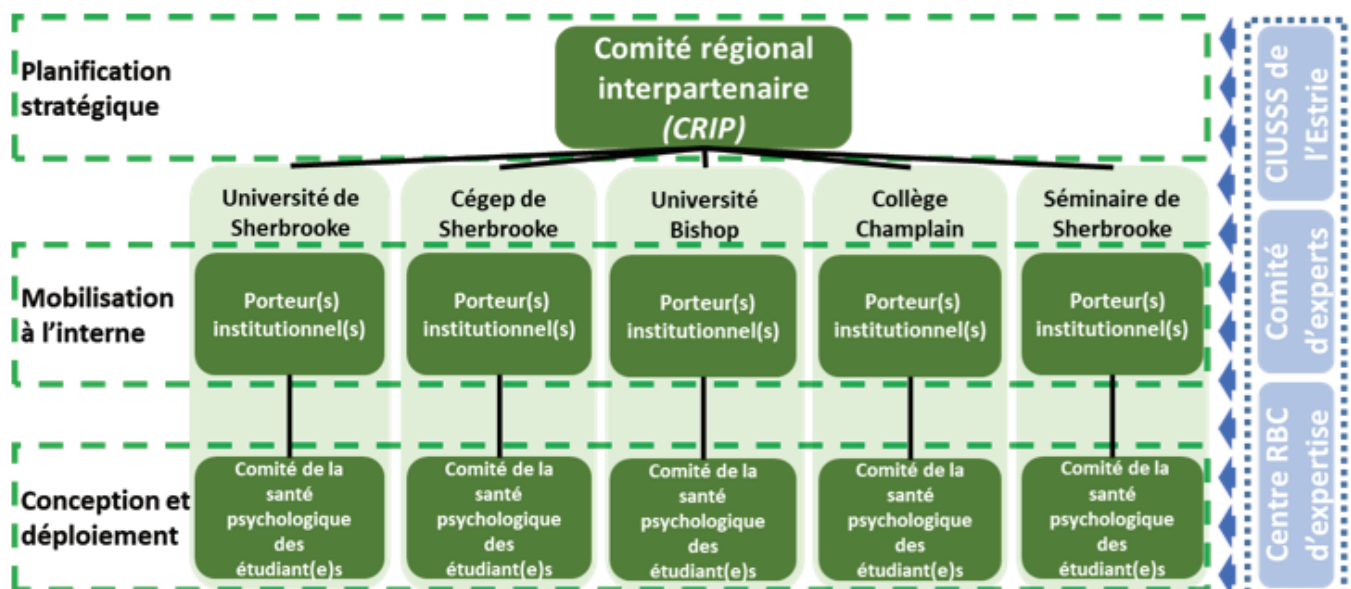 Planification
stratégique
Comité régional
interpartenaire
(CRIP)
Université de
Sherbrooke
Cégep de
Sherbrooke
Université
Bishop
Collège
Champlain
Séminaire de
Sherbrooke
Mobilisation
à l'interne
Porteur(s)
institutionnel(s)
Porteur(s)
institutionnel(s)
Porteur(s)
institutionnel(s)
Porteur(s)
institutionnel(s)
Porteur(s)
institutionnel(s)
Conception et
déploiement
Comité de la
santé
psychologique
des
étudiant(e)s
Comité de la
santé
psychologique
des
étudiant(e)s
Comité de la
santé
psychologique
des
étudiant(e)s
Comité de la
santé
psychologique
des
étudiant(e)s
Comité de la
santé
psychologique
des
étudiant(e)s
CIUSSS de
l'Estrie
Comité
d'experts
Centre RBC
d'expertise